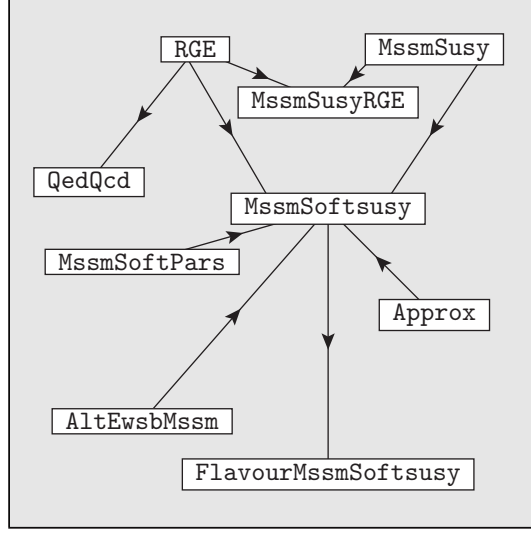 RGE
MssmSusy
MssmSusyRGE
QedQcd
MssmSoftsusy
MssmSoftPars
Approx
AltEwsbMssm
FlavourMssmSoftsusy